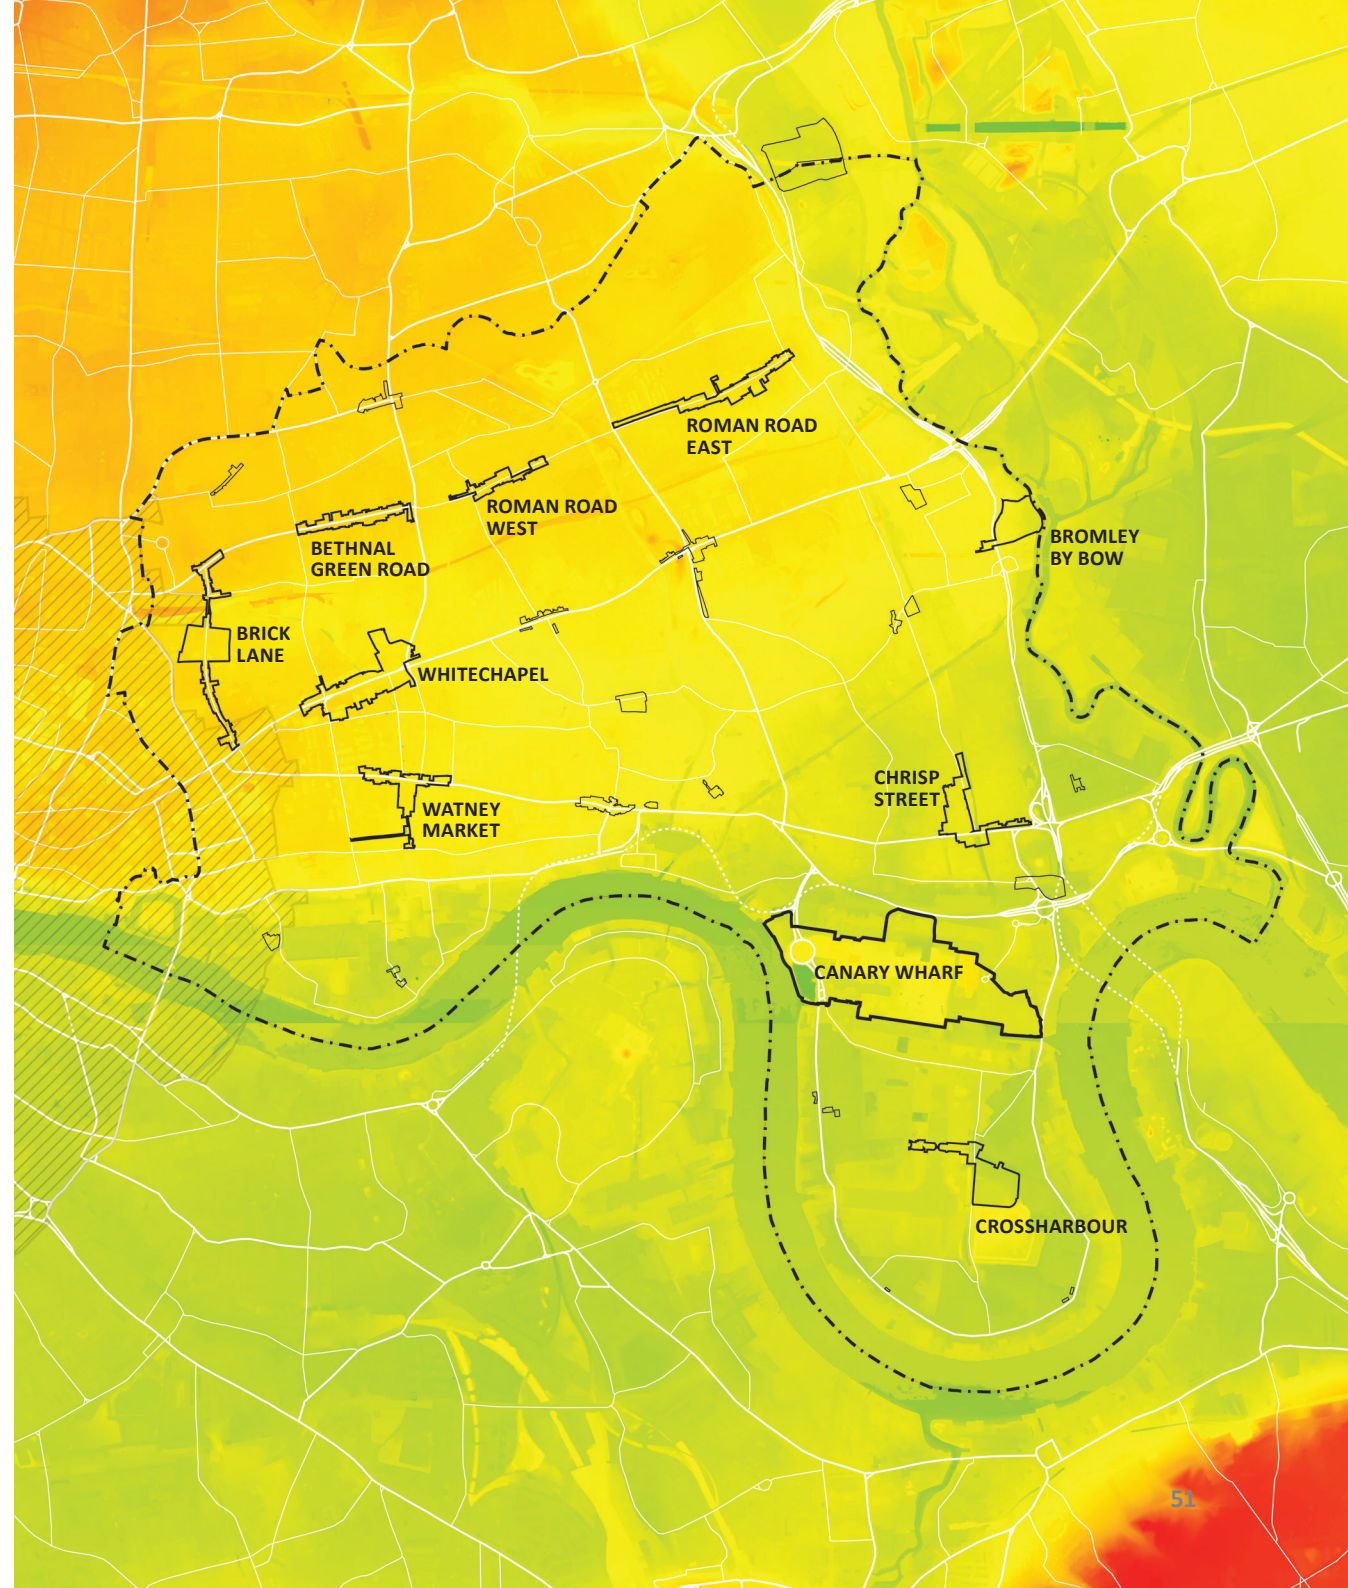 ROMAN ROAD
EAST
ROMAN ROAD
WEST
BETHNAL
GREEN ROAD
BROMLEY
BY BOW
BRICK
LANE
WHITECHAPEL
CHRISP
STREET
WATNEY
MARKET
CANARY WHARF
CROSSHARBOUR
51